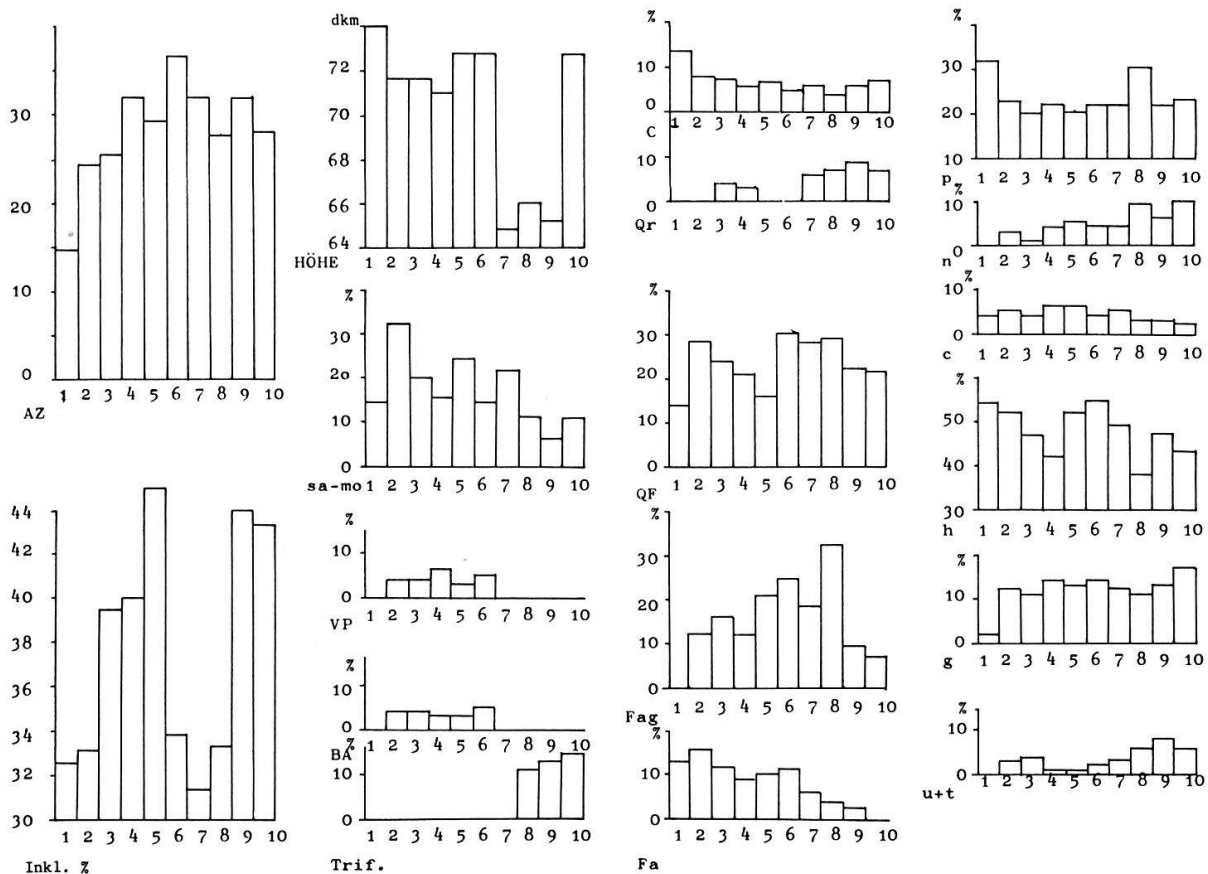 30
20
10
0
1 2 3 4 5 6 7 8 9 10
AZ
44
42
40
38
36
34
32
30
1 2 3 4 5 6 7 8 9 10
Inkl. %
dkm
72
70
68
66
64
HÖHE 1 2 3 4 5 6 7 8 9 10
%
30
20
10
0
sa-mo 1 2 3 4 5 6 7 8 9 10
%
10
0
VP 1 2 3 4 5 6 7 8 9 10
%
10
0
BA 1 2 3 4 5 6 7 8 9 10
%
10
0
1 2 3 4 5 6 7 8 9 10
Trif.
%
10
0
1 2 3 4 5 6 7 8 9 10
C
10
0
Qr 1 2 3 4 5 6 7 8 9 10
%
30
20
10
0
QF 1 2 3 4 5 6 7 8 9 10
%
30
20
10
0
Fag 1 2 3 4 5 6 7 8 9 10
%
10
0
1 2 3 4 5 6 7 8 9 10
Fa
%
30
20
10
p 1 2 3 4 5 6 7 8 9 10
%
10
0
n 1 2 3 4 5 6 7 8 9 10
%
10
0
c 1 2 3 4 5 6 7 8 9 10
%
50
40
30
h 1 2 3 4 5 6 7 8 9 10
%
10
0
g 1 2 3 4 5 6 7 8 9 10
%
10
0
u+t 1 2 3 4 5 6 7 8 9 10